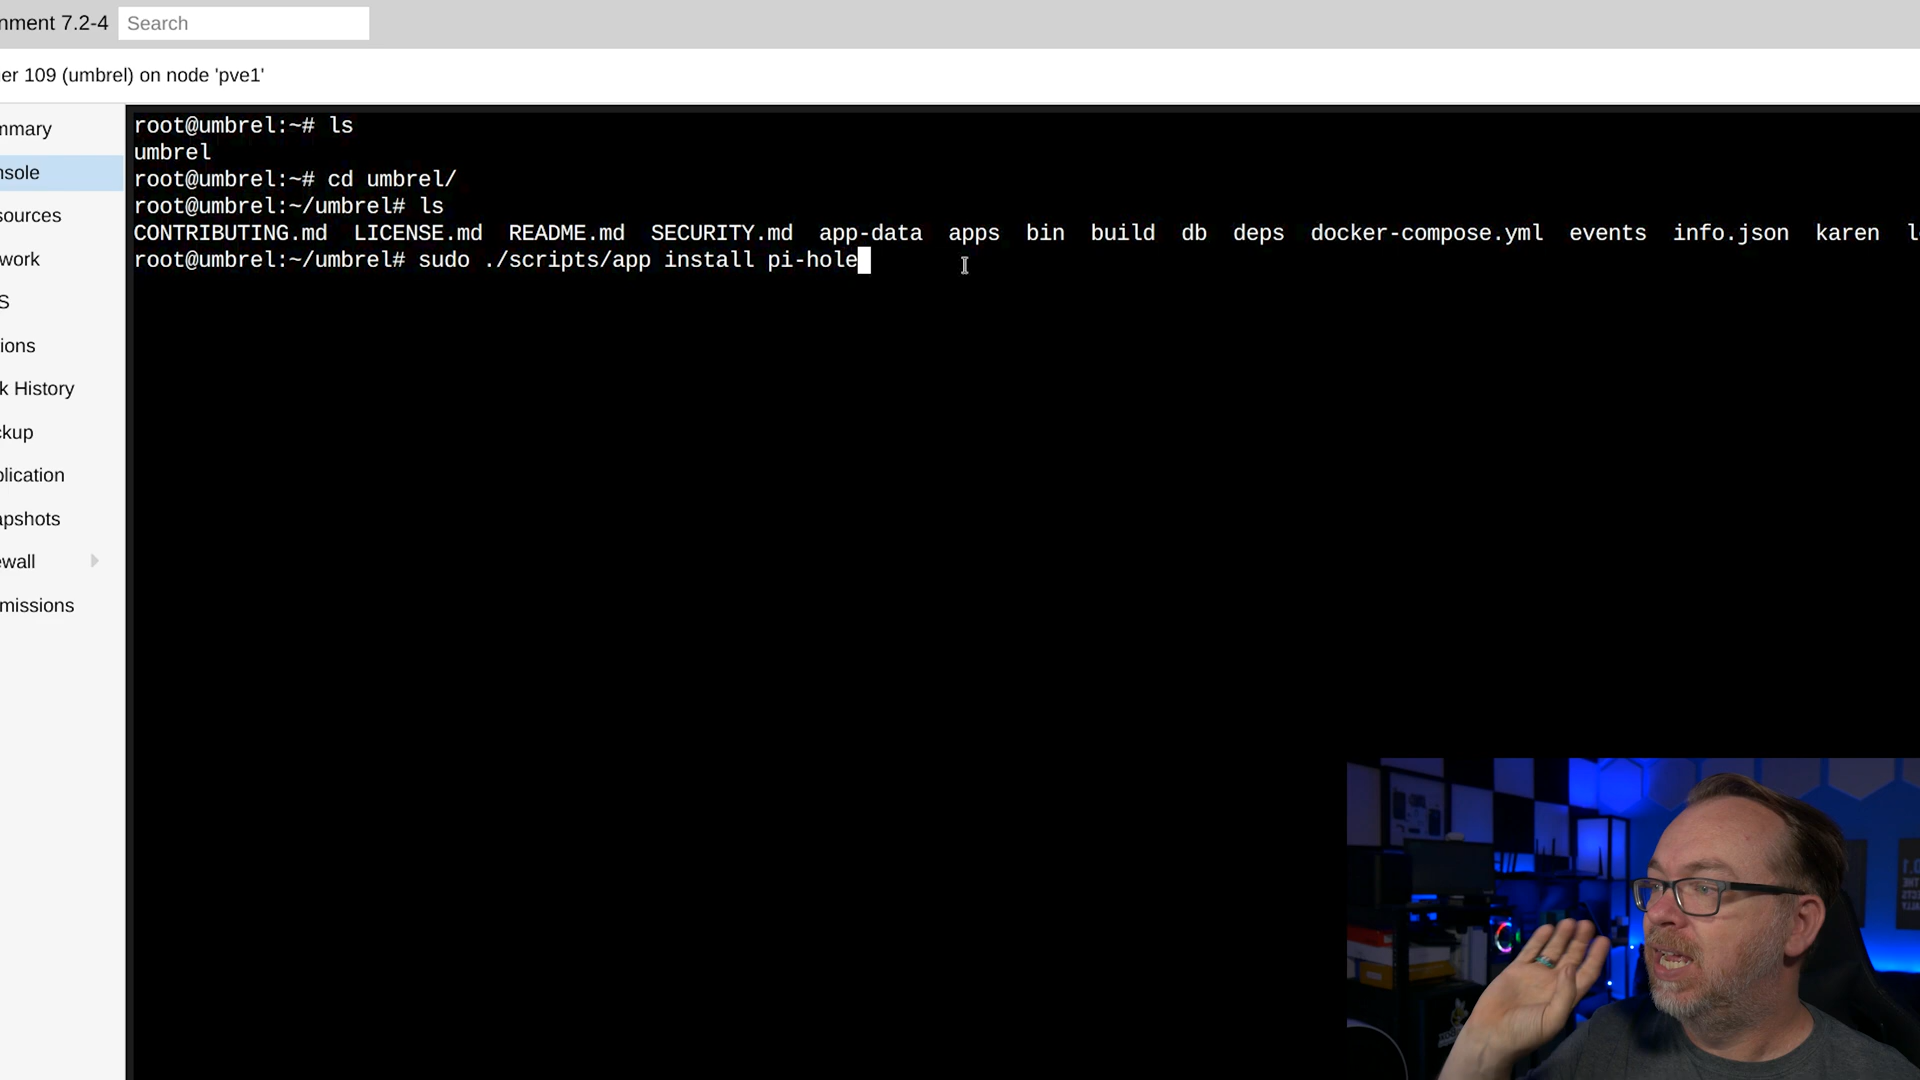 nment 7.2-4 Search
er 109 (umbrel) on node 'pve1'
mmary
nsole
sources
work
S
ions
k History
ckup
plication
apshots
ewall
missions
root@umbrel:~# ls
umbrel
root@umbrel:~# cd umbrel/
root@umbrel:~/umbrel# ls
CONTRIBUTING.md LICENSE.md README.md SECURITY.md app-data apps bin build db deps docker-compose.yml events info.json karen l
root@umbrel:~/umbrel# sudo ./scripts/app install pi-hole